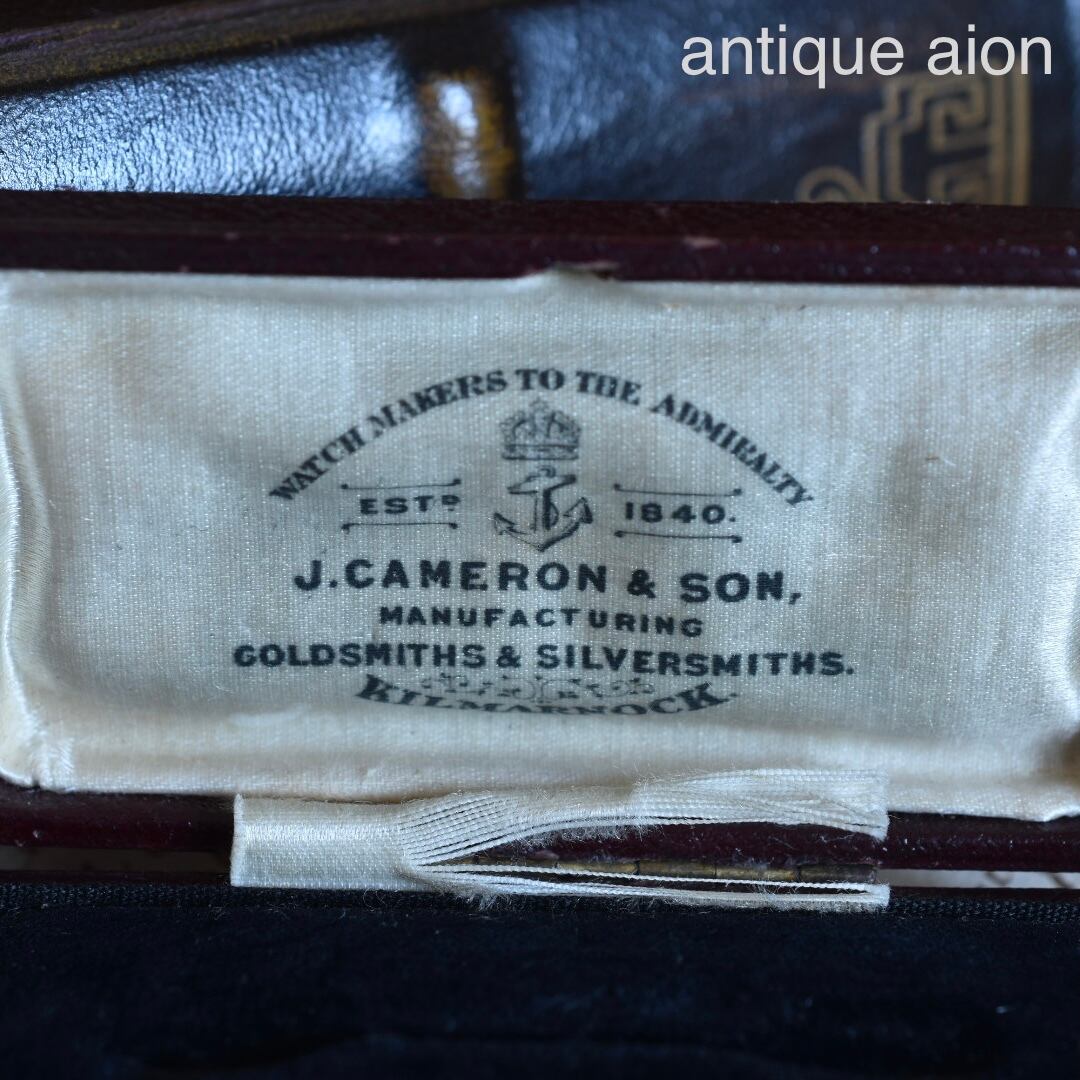 antique aion
WATCH MAKERS TO THE ADMIRALTY
ESTD 1840.
J. CAMERON & SON,
MANUFACTURING
GOLDSMITHS & SILVERSMITHS.
KILMARNOCK.